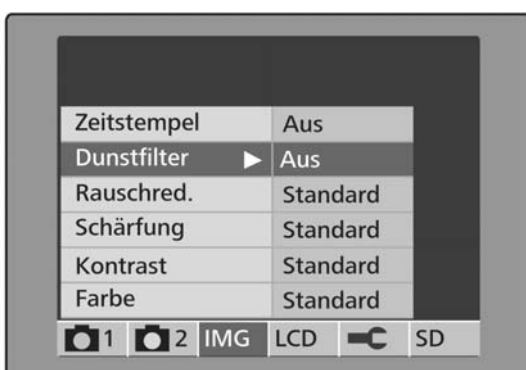 Zeitstempel Aus
Dunstfilter Aus
Rauschred. Standard
Schärfung Standard
Kontrast Standard
Farbe Standard
1 2 IMG LCD SD